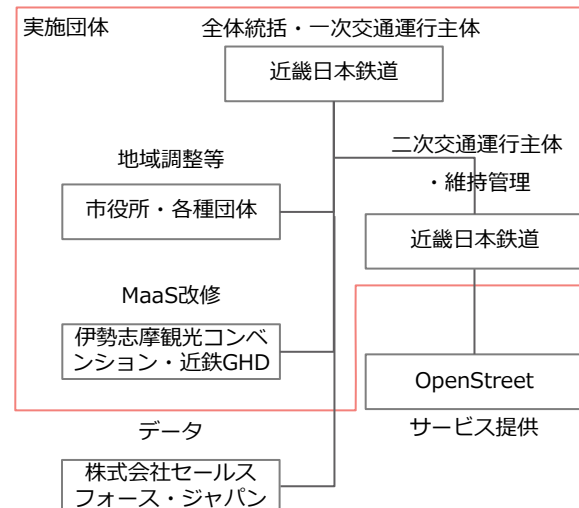 実施団体
全体統括・一次交通運行主体
近畿日本鉄道
地域調整等
市役所・各種団体
二次交通運行主体
・維持管理
近畿日本鉄道
MaaS改修
伊勢志摩観光コンベ
ンション・近鉄GHD
OpenStreet
サービス提供
データ
株式会社セールス
フォース・ジャパン